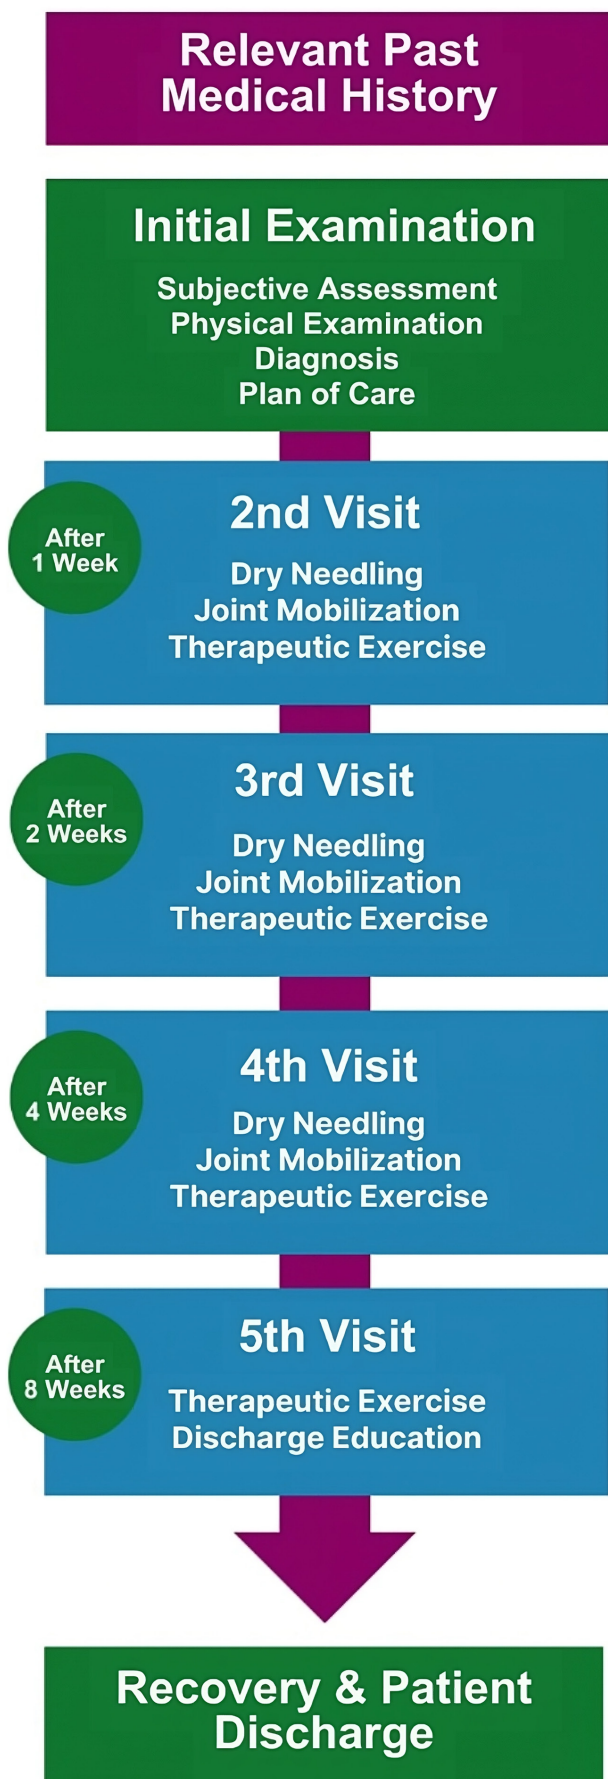 Relevant Past
Medical History
Initial Examination
Subjective Assessment
Physical Examination
Diagnosis
Plan of Care
After
1 Week
2nd Visit
Dry Needling
Joint Mobilization
Therapeutic Exercise
After
2 Weeks
3rd Visit
Dry Needling
Joint Mobilization
Therapeutic Exercise
After
4 Weeks
4th Visit
Dry Needling
Joint Mobilization
Therapeutic Exercise
After
8 Weeks
5th Visit
Therapeutic Exercise
Discharge Education
Recovery & Patient
Discharge